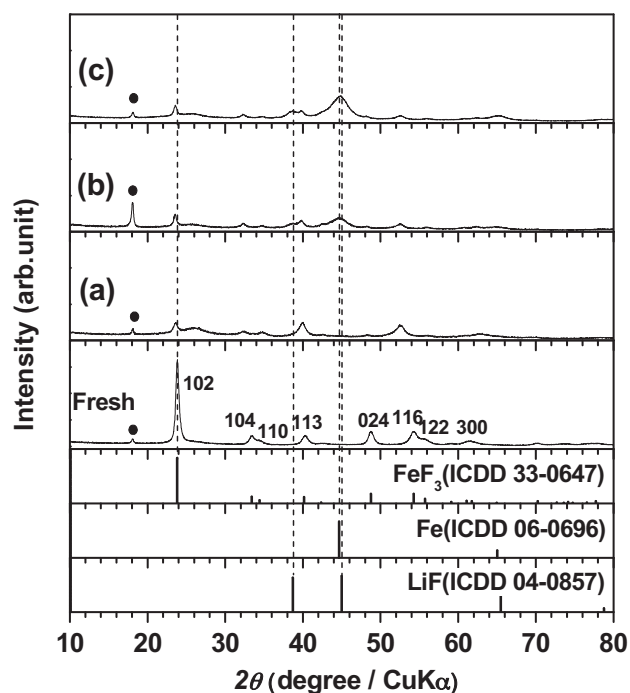 (c)
(b)
(a)
Fresh
102
104
110
113
024
116
122
300
FeF₃(ICDD 33-0647)
Fe(ICDD 06-0696)
LiF(ICDD 04-0857)
10 20 30 40 50 60 70 80
2θ (degree / CuKα)
Intensity (arb.unit)